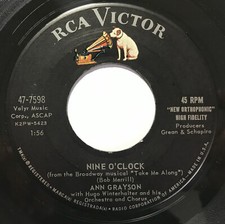 RCA VICTOR
47-7598
Valyr Music
Corp., ASCAP
K2PW-5423
1:56
45 RPM
"NEW ORTHOPHONIC"
HIGH FIDELITY
Producers
Green & Schapiro
NINE O'CLOCK
(from the Broadway musical "Take Me Along")
(Bob Merrill)
ANN GRAYSON
with Hugo Winterhalter and his
Orchestra and Chorus